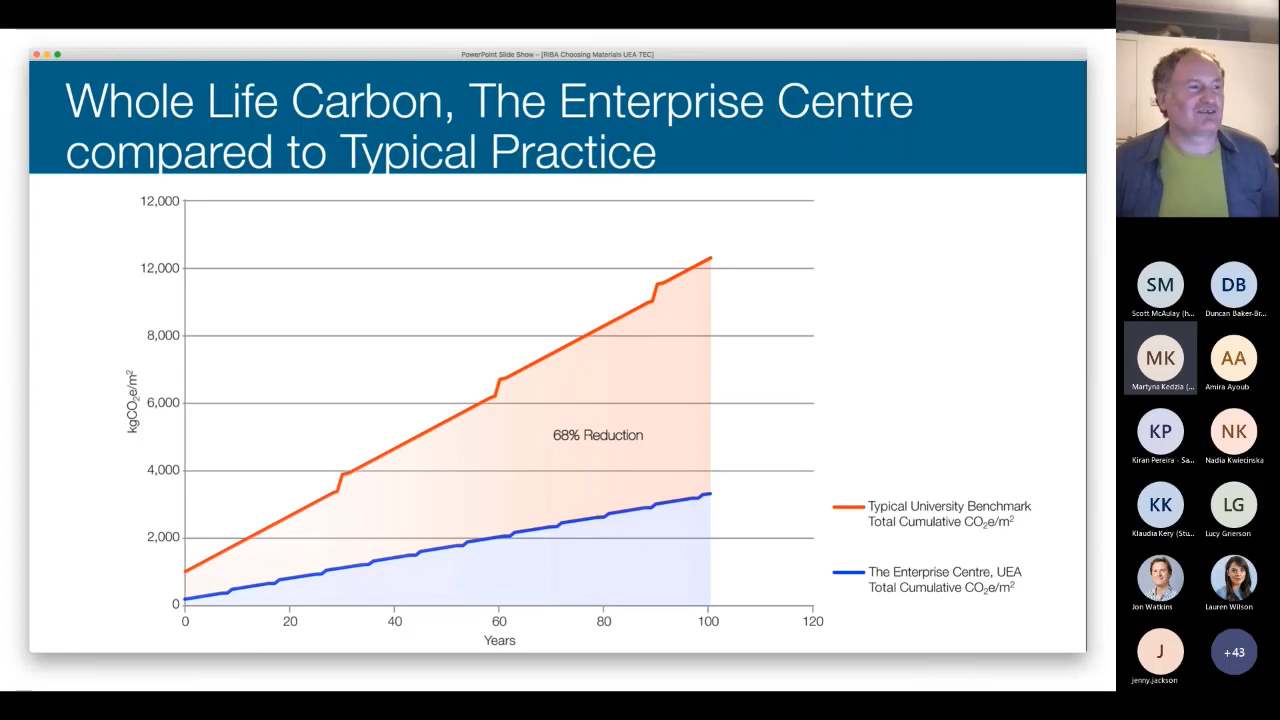 PowerPoint Slide Show – [RIBA Choosing Materials UEA TEC]
Whole Life Carbon, The Enterprise Centre
compared to Typical Practice
12,000
12,000
8,000
6,000
4,000
2,000
0
kgCO₂e/m²
0
20
40
60
80
100
120
Years
68% Reduction
Typical University Benchmark
Total Cumulative CO₂e/m²
The Enterprise Centre, UEA
Total Cumulative CO₂e/m²
SM
Scott McAulay (h...
DB
Duncan Baker-Br...
MK
Martyna Kedzia (...
AA
Amira Ayoub
KP
Kiran Pereira - Sa...
NK
Nadia Kwiecinska
KK
Klaudia Kery (Stu...
LG
Lucy Grierson
Jon Watkins
Lauren Wilson
J
jenny.jackson
+43